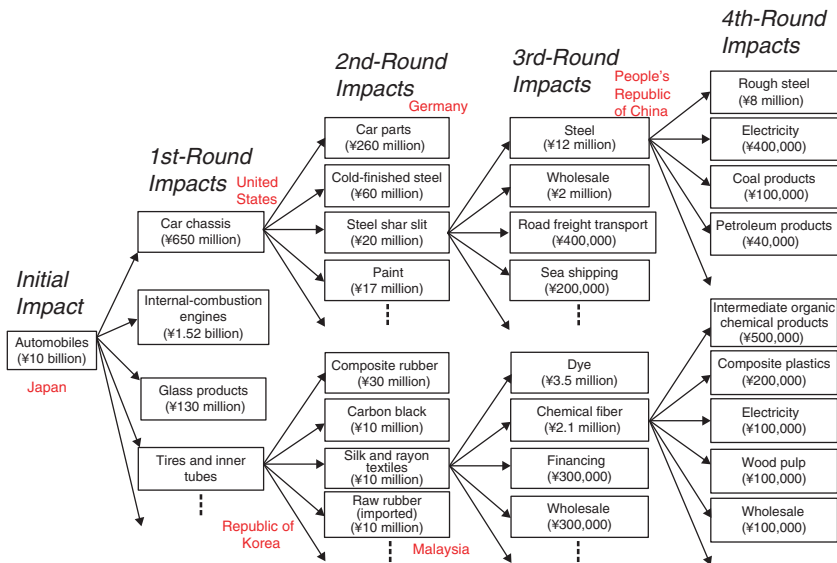 Initial
Impact
Automobiles
(¥10 billion)
Japan
1st-Round
Impacts
United
States
Car chassis
(¥650 million)
Internal-combustion
engines
(¥1.52 billion)
Glass products
(¥130 million)
Tires and inner
tubes
Republic of
Korea
2nd-Round
Impacts
Germany
Car parts
(¥260 million)
Cold-finished steel
(¥60 million)
Steel shar slit
(¥20 million)
Paint
(¥17 million)
Composite rubber
(¥30 million)
Carbon black
(¥10 million)
Silk and rayon
textiles
(¥10 million)
Raw rubber
(imported)
(¥10 million)
Malaysia
3rd-Round
Impacts
People's
Republic
of China
Steel
(¥12 million)
Wholesale
(¥2 million)
Road freight transport
(¥400,000)
Sea shipping
(¥200,000)
Dye
(¥3.5 million)
Chemical fiber
(¥2.1 million)
Financing
(¥300,000)
Wholesale
(¥300,000)
4th-Round
Impacts
Rough steel
(¥8 million)
Electricity
(¥400,000)
Coal products
(¥100,000)
Petroleum products
(¥40,000)
Intermediate organic
chemical products
(¥500,000)
Composite plastics
(¥200,000)
Electricity
(¥100,000)
Wood pulp
(¥100,000)
Wholesale
(¥100,000)